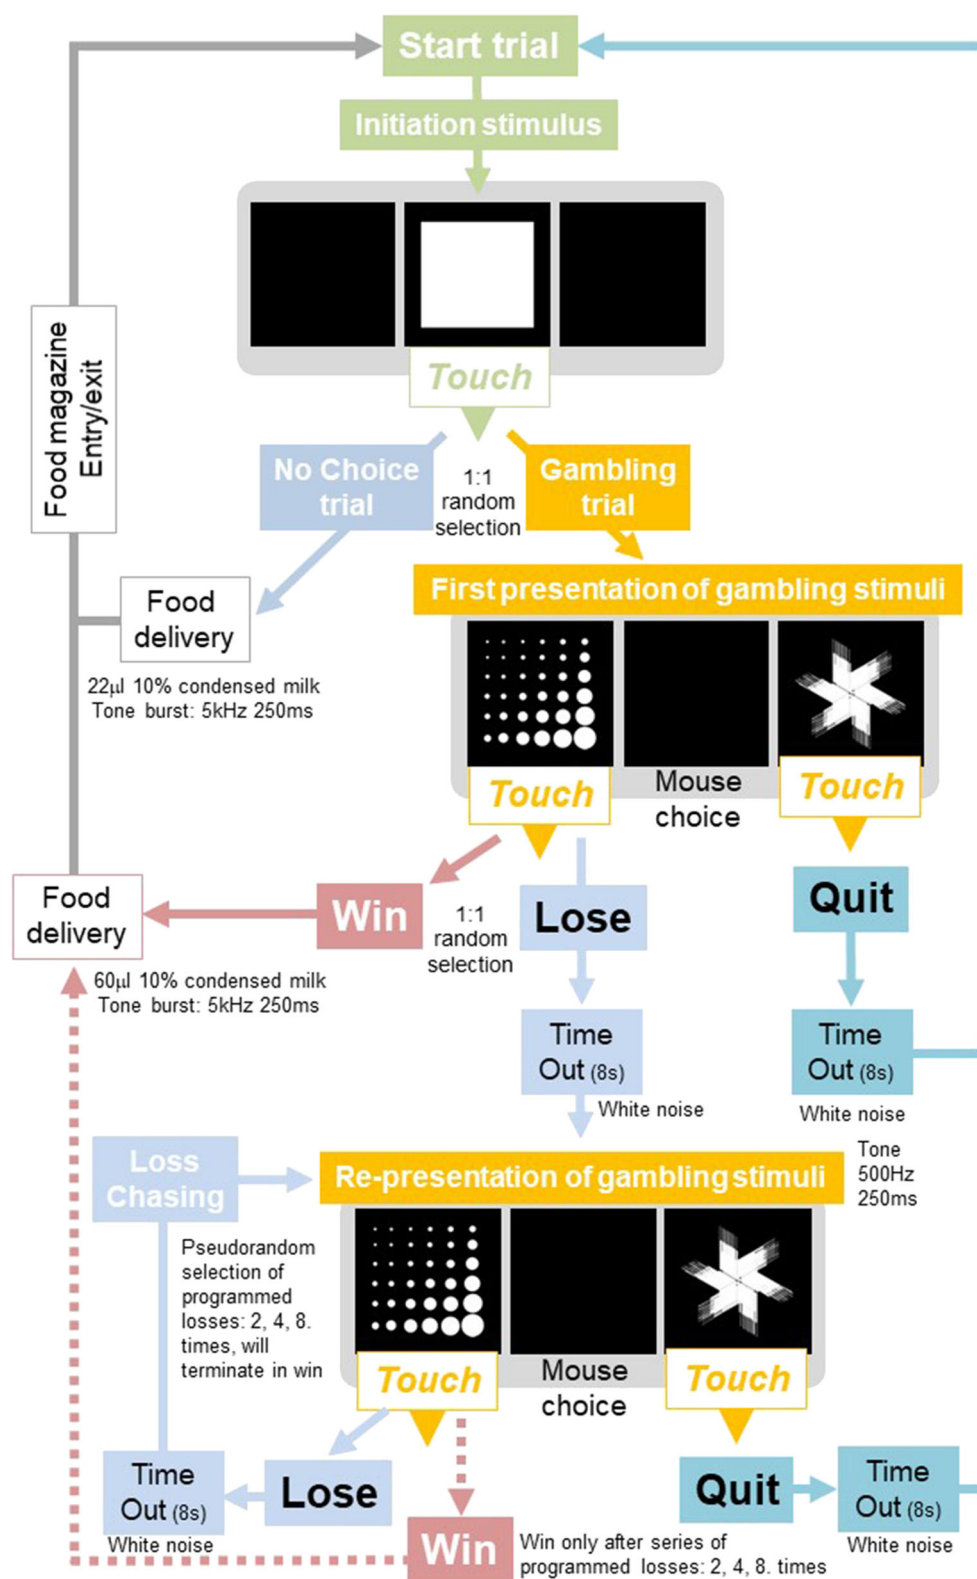 Start trial
Initiation stimulus
Touch
Food magazine
Entry/exit
No Choice
trial
1:1
random
selection
Gambling
trial
Food
delivery
22µl 10% condensed milk
Tone burst: 5kHz 250ms
First presentation of gambling stimuli
Touch
Mouse
choice
Touch
Food
delivery
Win
1:1
random
selection
Lose
Quit
60µl 10% condensed milk
Tone burst: 5kHz 250ms
Time
Out (8s)
White noise
Time
Out (8s)
White noise
Tone
500Hz
250ms
Loss
Chasing
Re-presentation of gambling stimuli
Pseudorandom
selection of
programmed
losses: 2, 4, 8.
times, will
terminate in win
Touch
Mouse
choice
Touch
Time
Out (8s)
White noise
Lose
Win
Win only after series of
programmed losses: 2, 4, 8. times
Quit
Time
Out (8s)
White noise